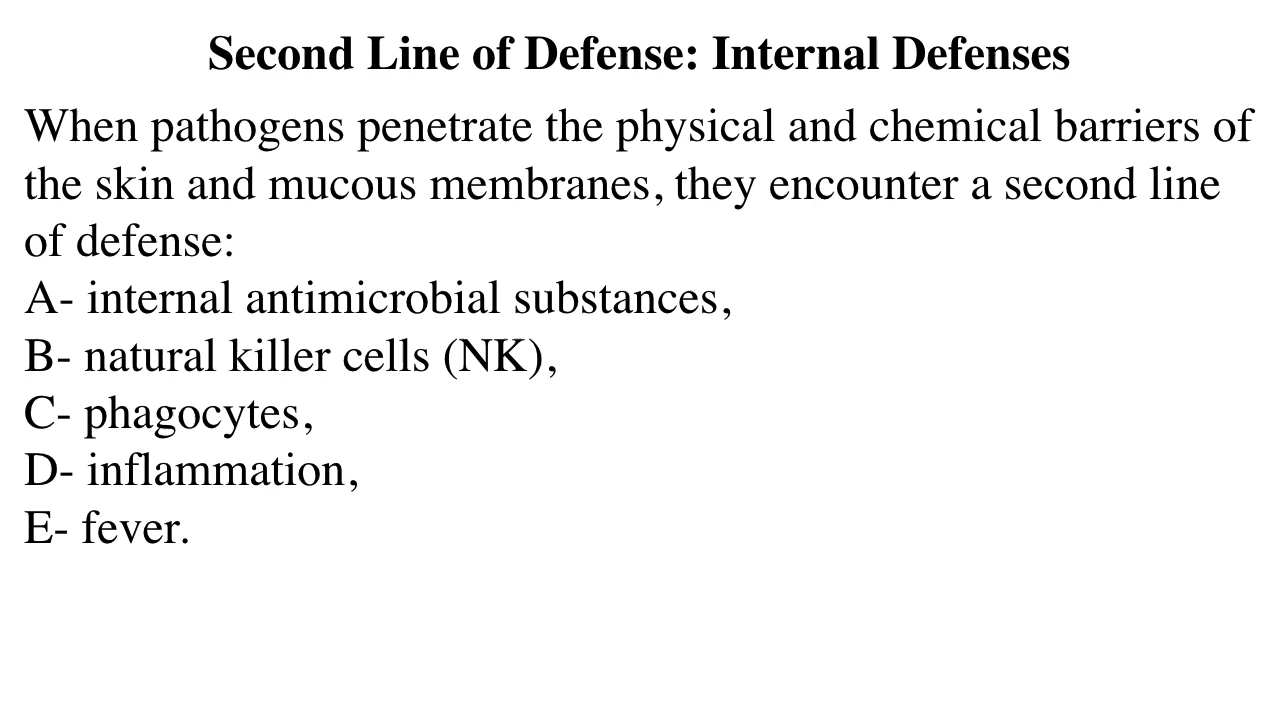 Second Line of Defense: Internal Defenses
When pathogens penetrate the physical and chemical barriers of
the skin and mucous membranes, they encounter a second line
of defense:
A- internal antimicrobial substances,
B- natural killer cells (NK),
C- phagocytes,
D- inflammation,
E- fever.